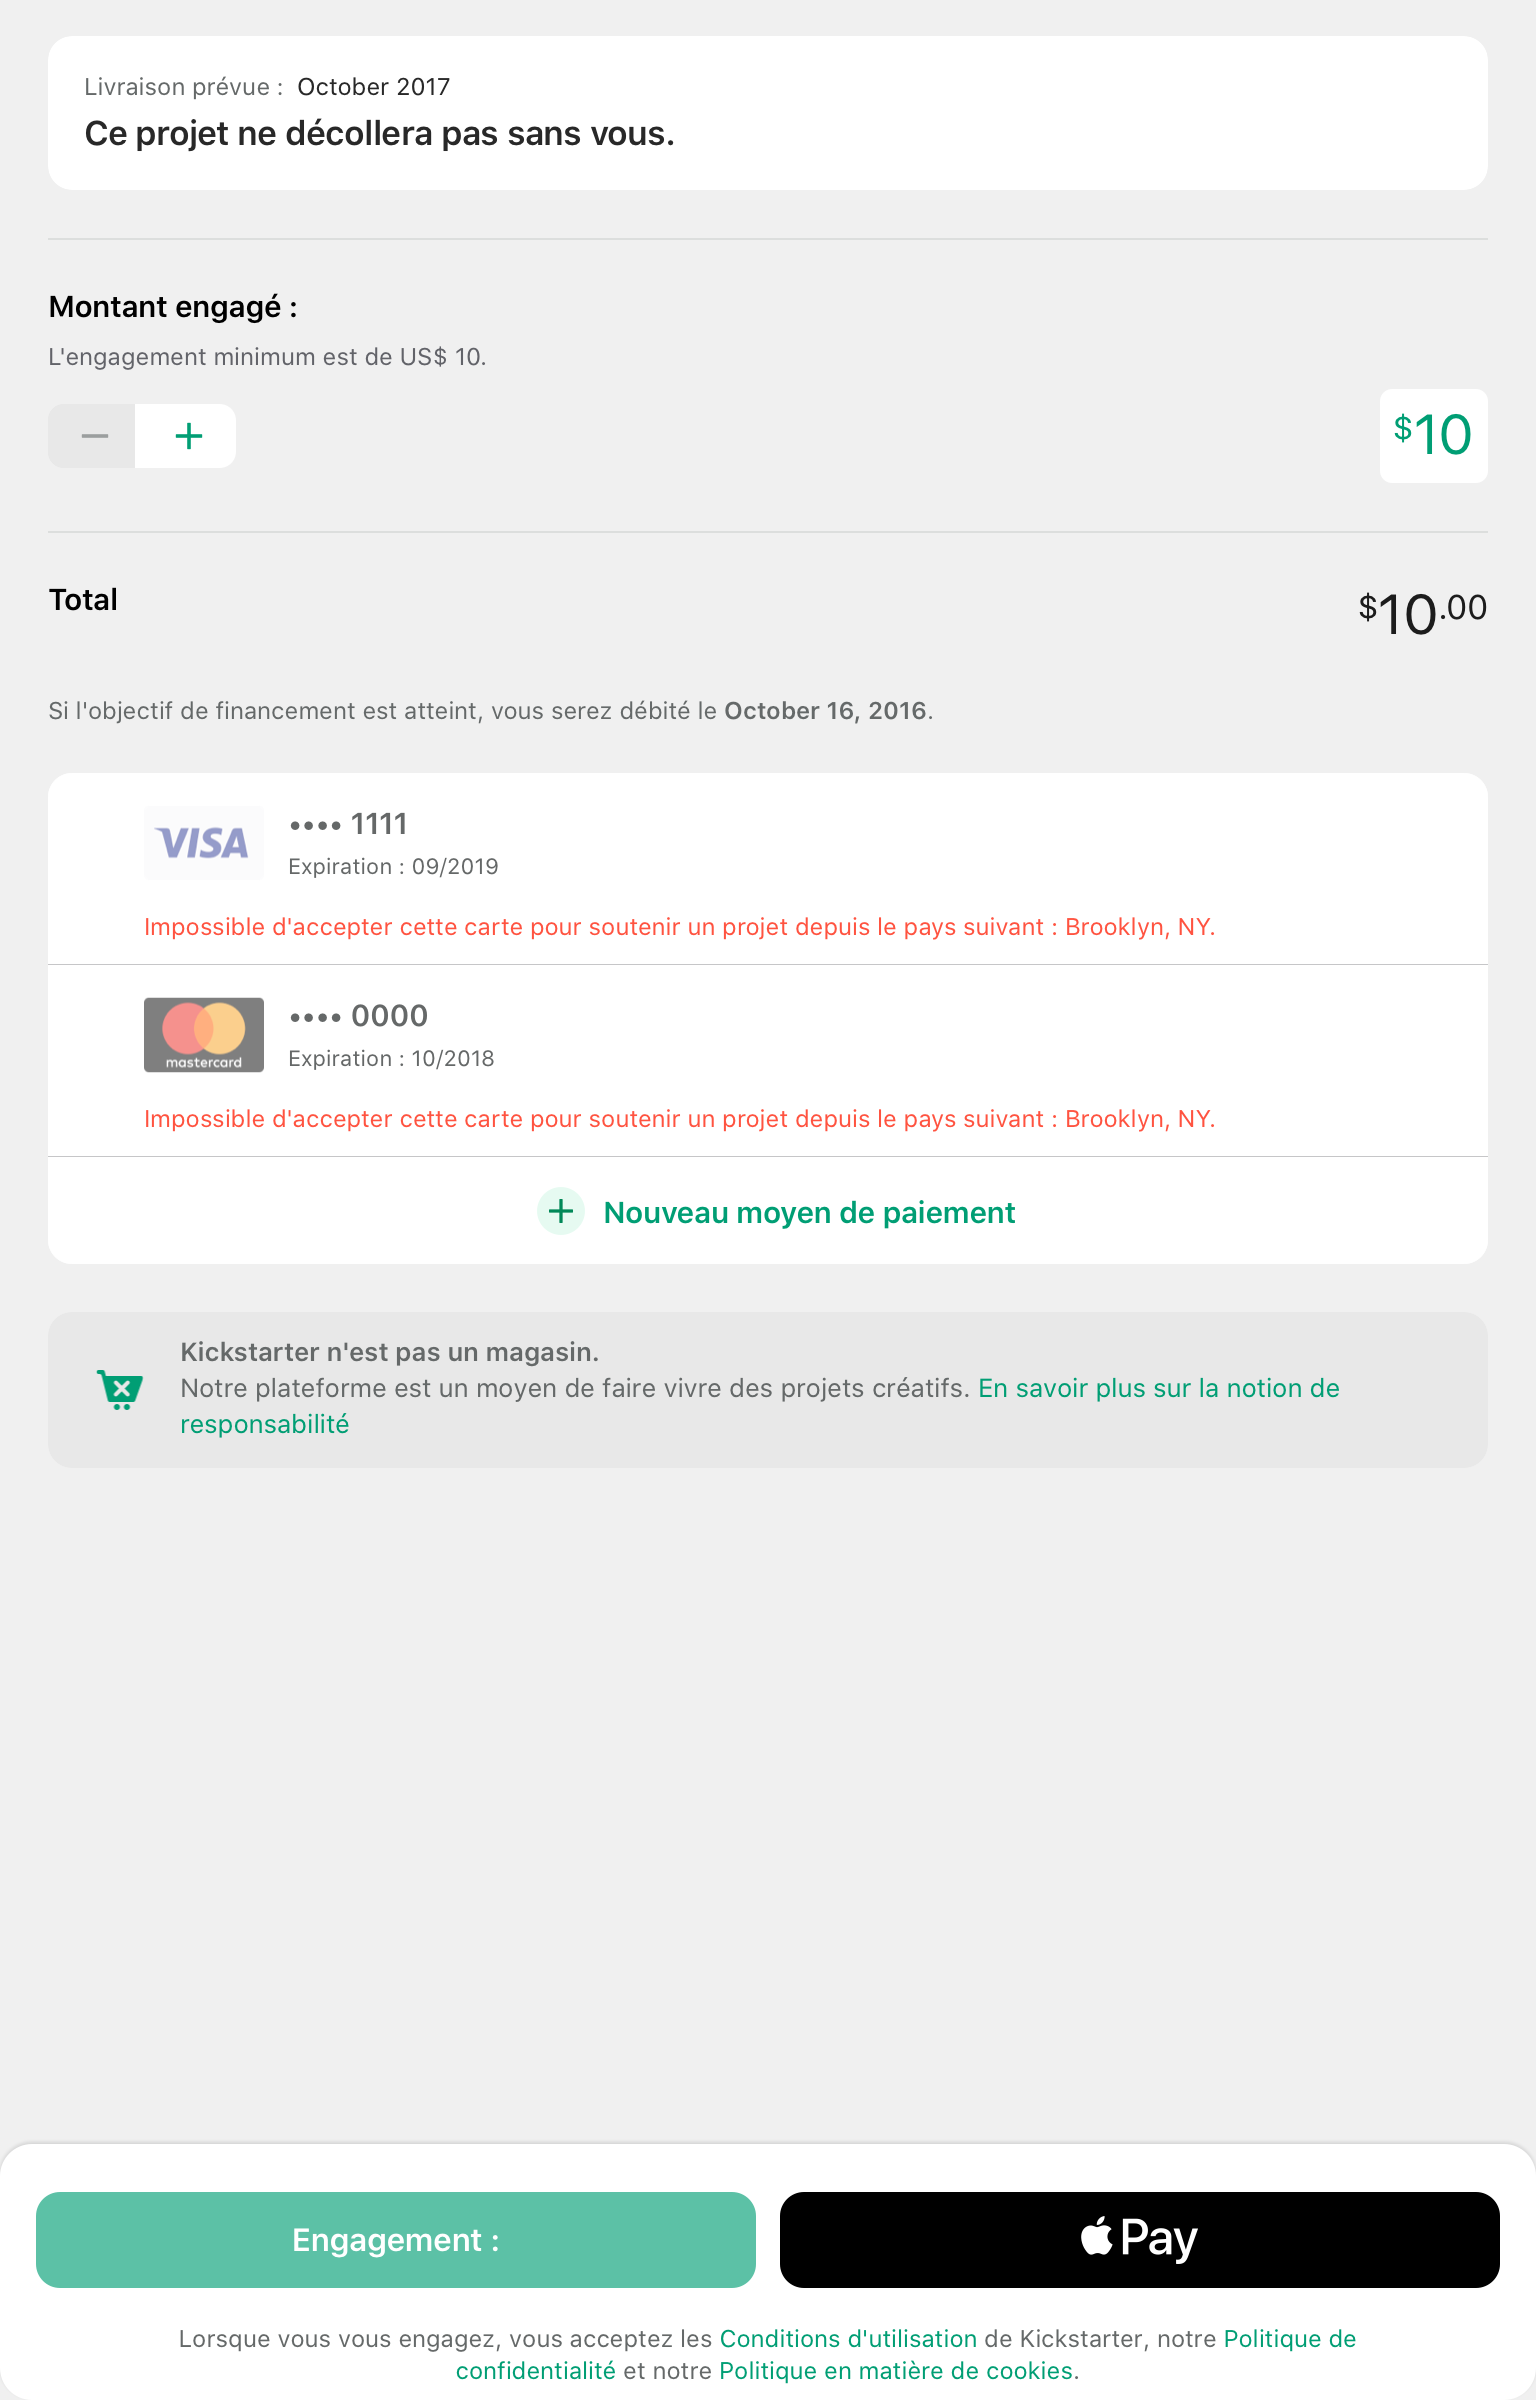 Livraison prévue : October 2017
Ce projet ne décollera pas sans vous.
Montant engagé :
L'engagement minimum est de US$ 10.
$10
Total
$10.00
Si l'objectif de financement est atteint, vous serez débité le October 16, 2016.
VISA
•••• 1111
Expiration : 09/2019
Impossible d'accepter cette carte pour soutenir un projet depuis le pays suivant : Brooklyn, NY.
mastercard
•••• 0000
Expiration : 10/2018
Impossible d'accepter cette carte pour soutenir un projet depuis le pays suivant : Brooklyn, NY.
Nouveau moyen de paiement
Kickstarter n'est pas un magasin.
Notre plateforme est un moyen de faire vivre des projets créatifs. En savoir plus sur la notion de
responsabilité
Engagement :
Pay
Lorsque vous vous engagez, vous acceptez les Conditions d'utilisation de Kickstarter, notre Politique de
confidentialité et notre Politique en matière de cookies.